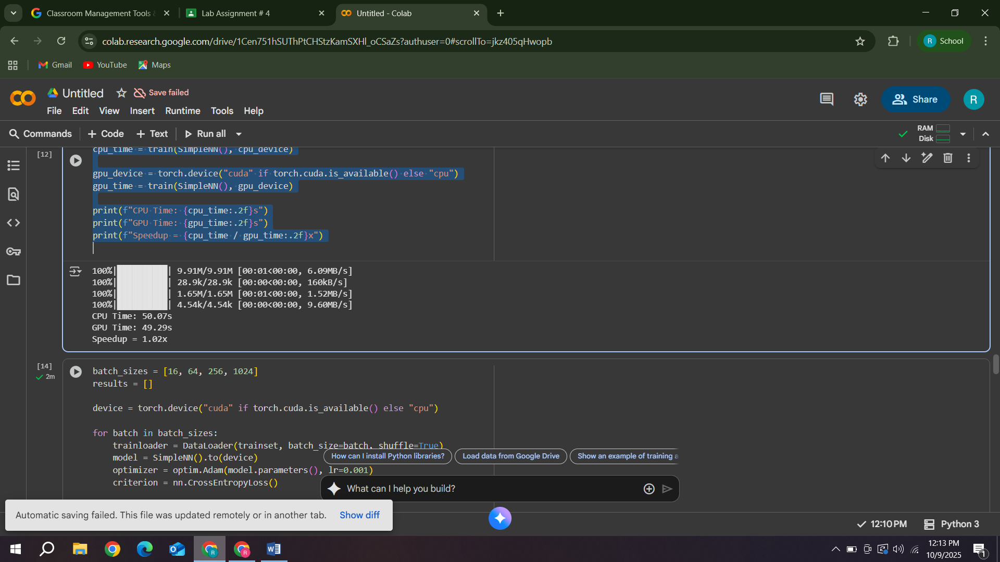 Classroom Management Tools
Lab Assignment # 4
Untitled - Colab
colab.research.google.com/drive/1Cen751hSUThPtCHStzKamSXHl_oCSaZs?authuser=0#scrollTo=jkz405qHwopb
R School
Gmail
YouTube
Maps
Untitled
Save failed
File Edit View Insert Runtime Tools Help
Share
R
Commands
+ Code
+ Text
Run all
RAM
Disk
[12]
cpu_time = train(SimpleNN(), cpu_device)
gpu_device = torch.device("cuda" if torch.cuda.is_available() else "cpu")
gpu_time = train(SimpleNN(), gpu_device)
print(f"CPU Time: {cpu_time:.2f}s")
print(f"GPU Time: {gpu_time:.2f}s")
print(f"Speedup = {cpu_time / gpu_time:.2f}x")
100%|██████████| 9.91M/9.91M [00:01<00:00, 6.09MB/s]
100%|██████████| 28.9k/28.9k [00:00<00:00, 160kB/s]
100%|██████████| 1.65M/1.65M [00:01<00:00, 1.52MB/s]
100%|██████████| 4.54k/4.54k [00:00<00:00, 9.60MB/s]
CPU Time: 50.07s
GPU Time: 49.29s
Speedup = 1.02x
[14]
2m
batch_sizes = [16, 64, 256, 1024]
results = []
device = torch.device("cuda" if torch.cuda.is_available() else "cpu")
for batch in batch_sizes:
trainloader = DataLoader(trainset, batch_size=batch, shuffle=True)
model = SimpleNN().to(device)
optimizer = optim.Adam(model.parameters(), lr=0.001)
criterion = nn.CrossEntropyLoss()
How can I install Python libraries?
Load data from Google Drive
Show an example of training a
What can I help you build?
Automatic saving failed. This file was updated remotely or in another tab. Show diff
12:10 PM
Python 3
12:13 PM
10/9/2025
1